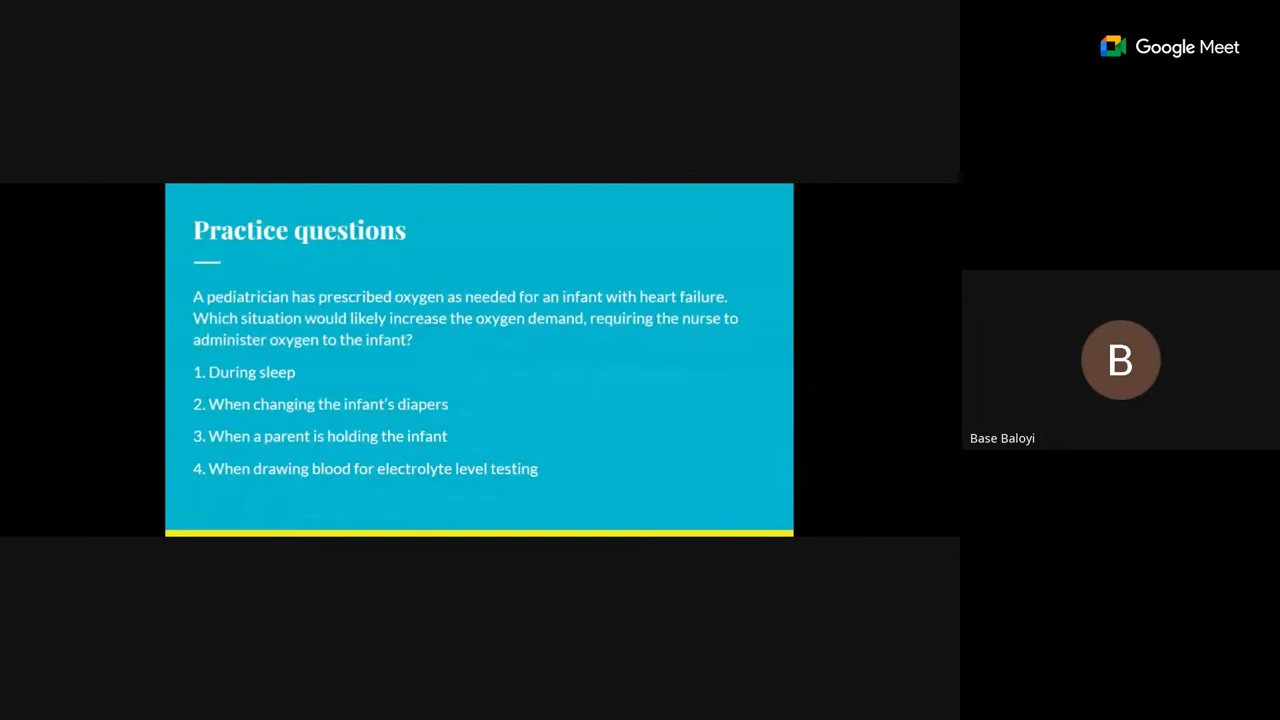 Google Meet
Practice questions
A pediatrician has prescribed oxygen as needed for an infant with heart failure.
Which situation would likely increase the oxygen demand, requiring the nurse to
administer oxygen to the infant?
1. During sleep
2. When changing the infant’s diapers
3. When a parent is holding the infant
4. When drawing blood for electrolyte level testing
B
Base Baloyi